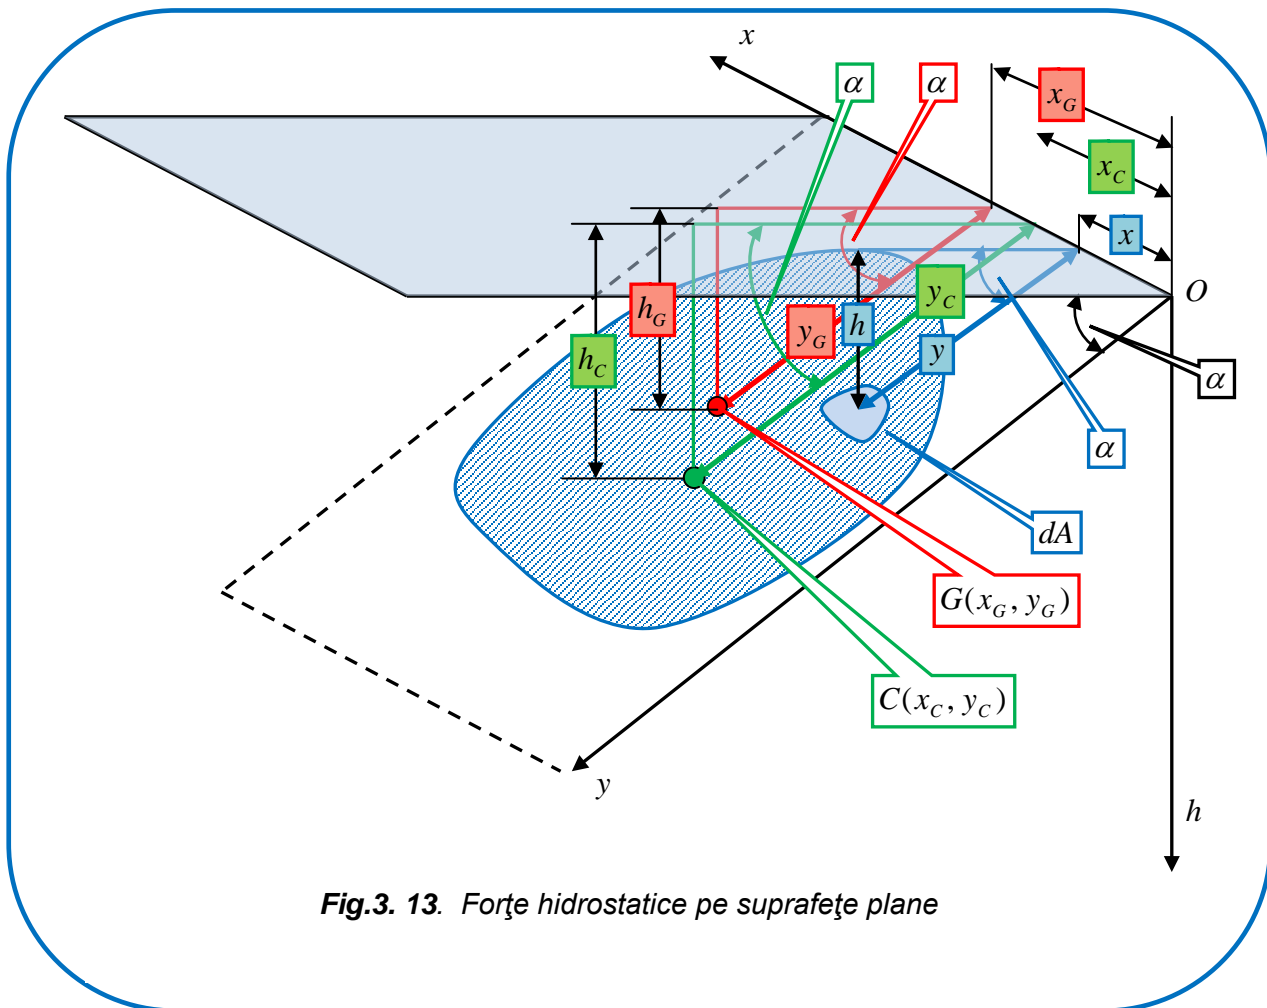 x
α
α
x_G
x_C
x
h_G
h_C
y_G
h
y_C
y
O
α
α
dA
G(x_G, y_G)
C(x_C, y_C)
y
h
Fig.3. 13. Forţe hidrostatice pe suprafeţe plane